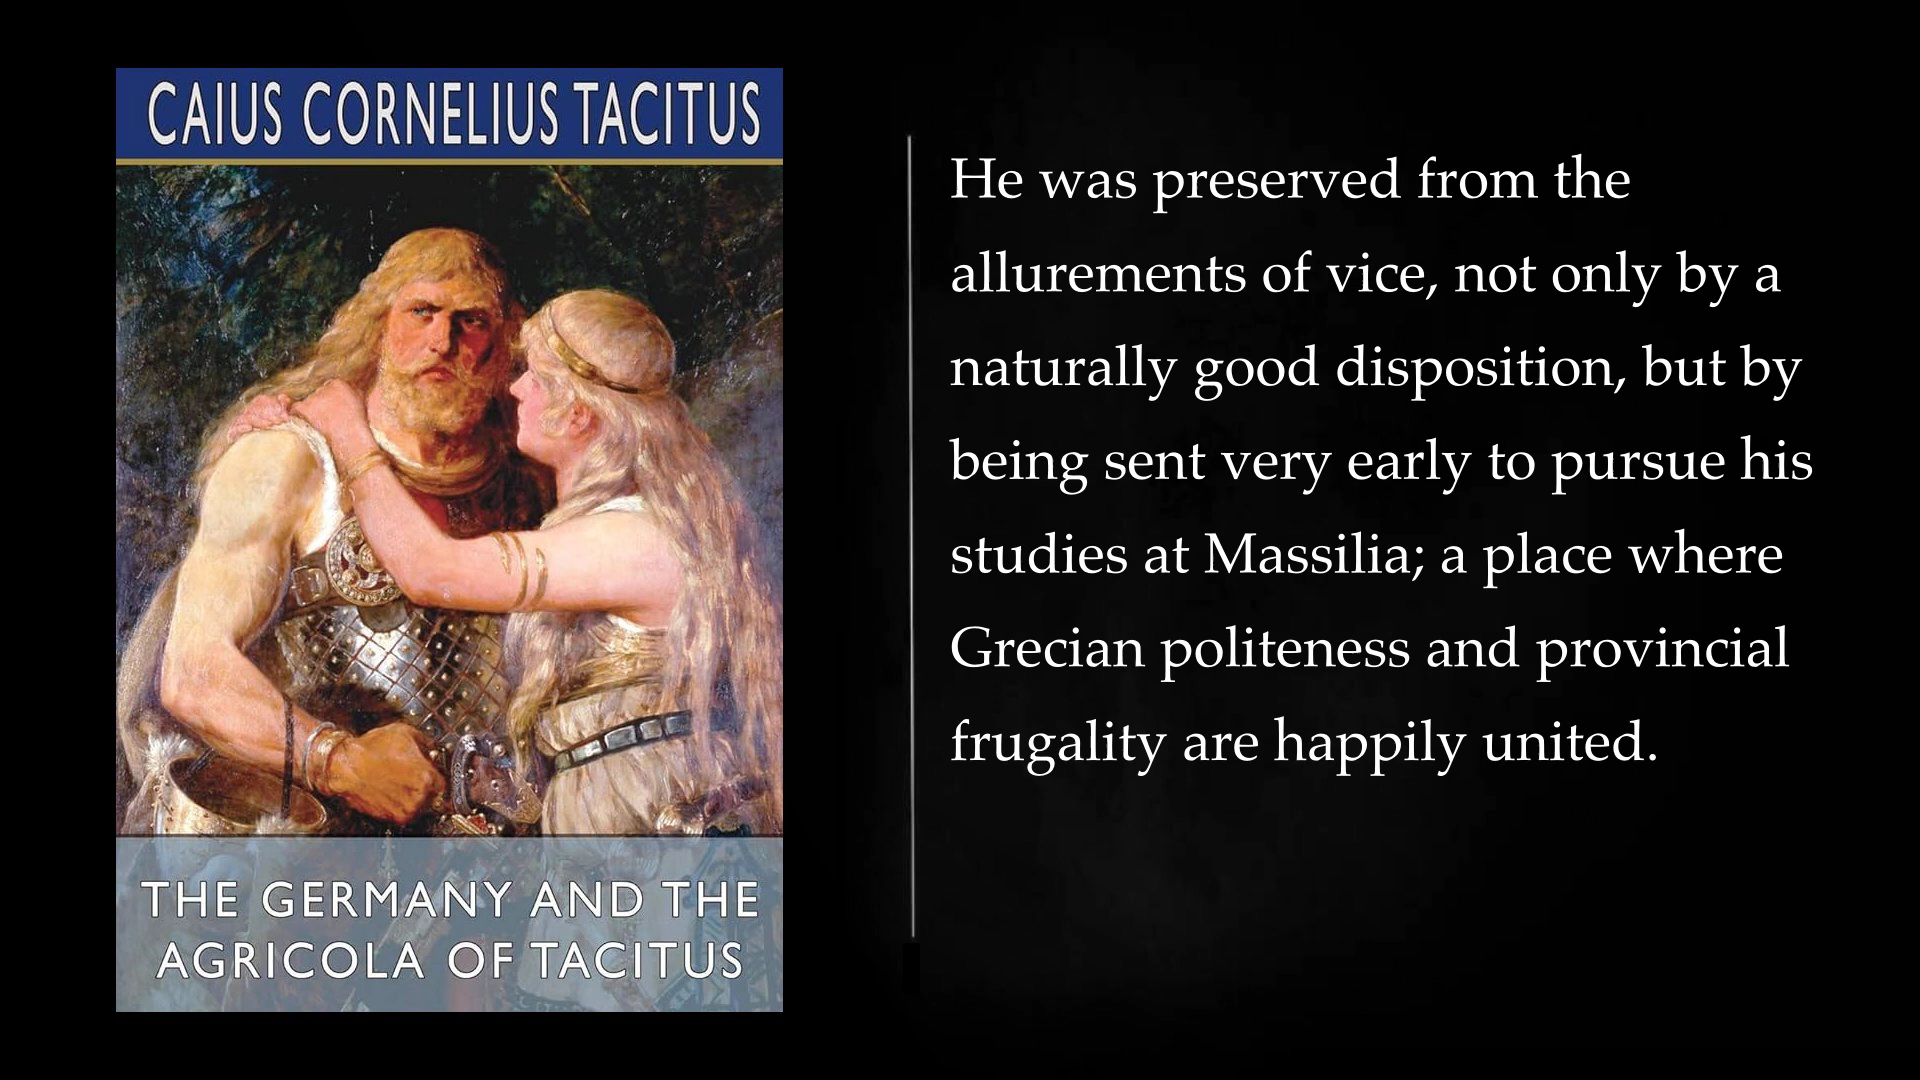 CAIUS CORNELIUS TACITUS
THE GERMANY AND THE
AGRICOLA OF TACITUS
He was preserved from the
allurements of vice, not only by a
naturally good disposition, but by
being sent very early to pursue his
studies at Massilia; a place where
Grecian politeness and provincial
frugality are happily united.